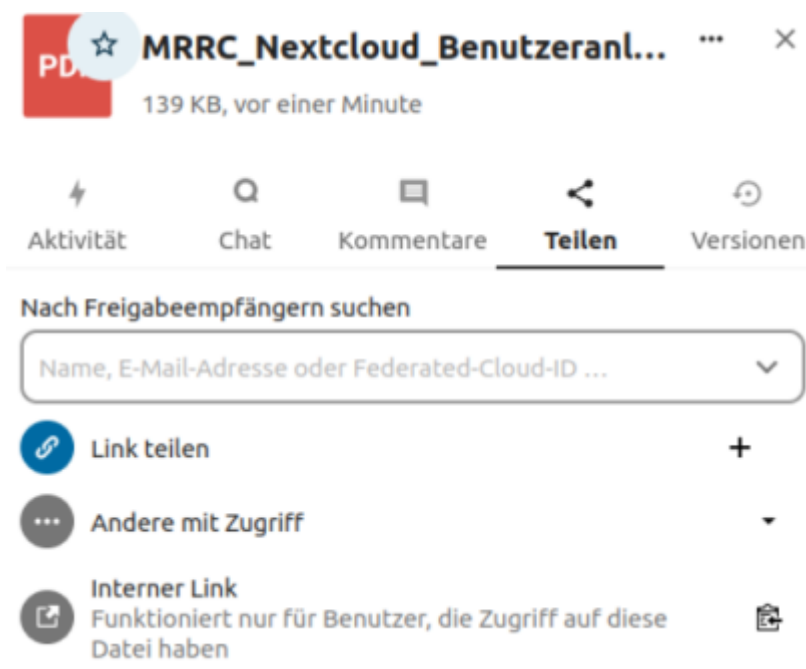 PD
MRRC_Nextcloud_Benutzeranl...
139 KB, vor einer Minute
Aktivität Chat Kommentare Teilen Versionen
Nach Freigabeempfängern suchen
Name, E-Mail-Adresse oder Federated-Cloud-ID ...
Link teilen
Andere mit Zugriff
Interner Link
Funktioniert nur für Benutzer, die Zugriff auf diese
Datei haben